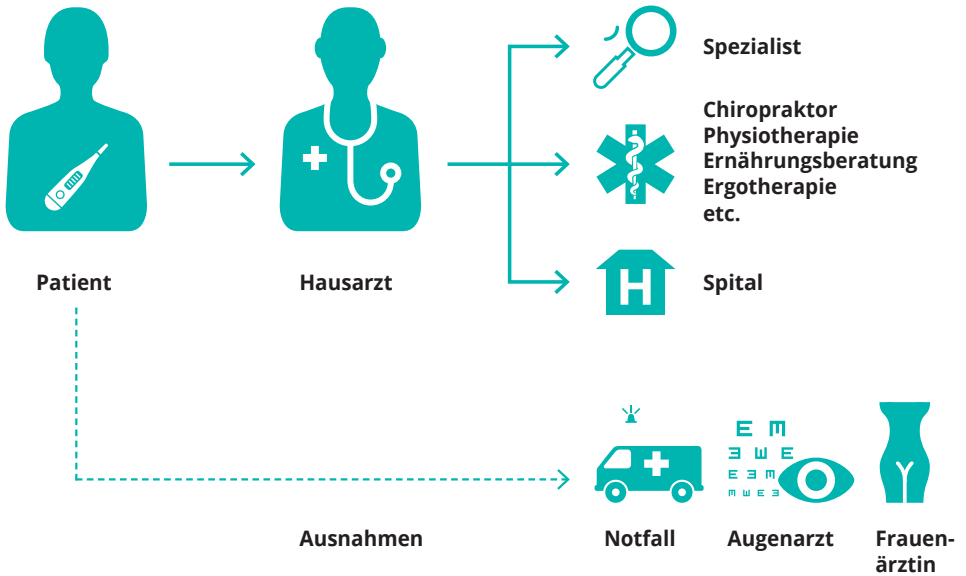 Spezialist
Chiropraktor
Physiotherapie
Ernährungsberatung
Ergotherapie
etc.
Patient
Hausarzt
H
Spital
E M
Ausnahmen
Notfall
Augenarzt
Frauen-
ärztin